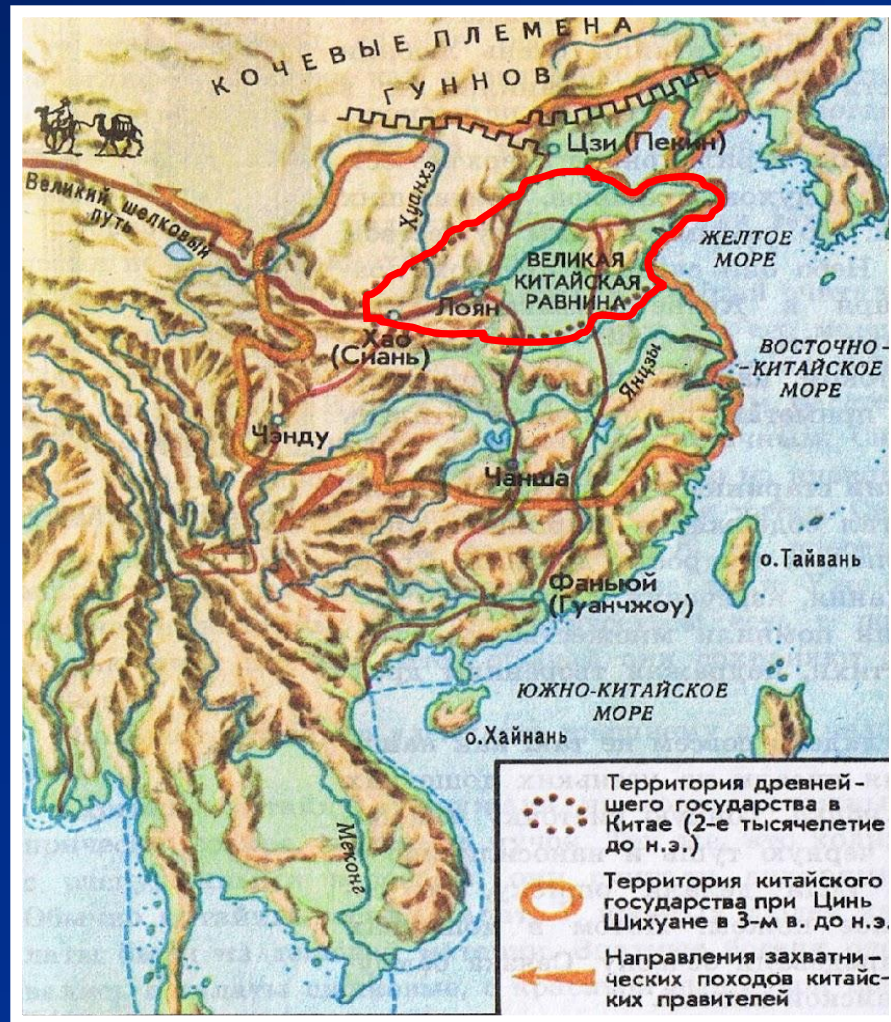 КОЧЕВЫЕ ПЛЕМЕНА
ГУННОВ
Цзи (Пекин)
Великий шелковый
путь
Хуанхэ
ЖЕЛТОЕ
МОРЕ
ВЕЛИКАЯ
КИТАЙСКАЯ
РАВНИНА
Лоян
Хао
(Сиань)
ВОСТОЧНО-
-КИТАЙСКОЕ
МОРЕ
Янцзы
Чэнду
Чанша
о.Тайвань
Фаньюй
(Гуанчжоу)
ЮЖНО-КИТАЙСКОЕ
МОРЕ
о.Хайнань
Меконг
Территория древней-
шего государства в
Китае (2-е тысячелетие
до н.э.)
Территория китайского
государства при Цинь
Шихуане в 3-м в. до н.э.
Направления захватни-
ческих походов китайс-
ких правителей